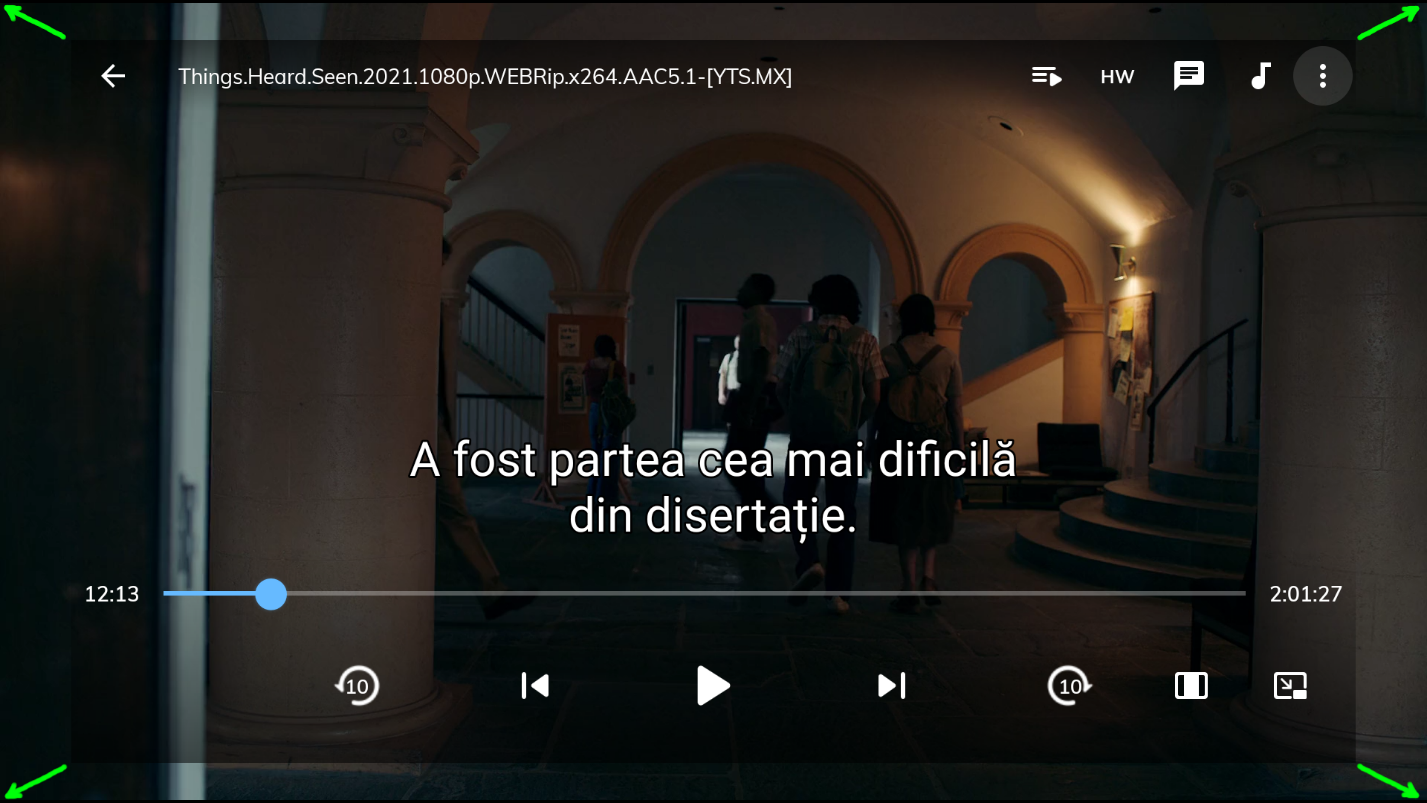 Things.Heard.Seen.2021.1080p.WEBRip.x264.AAC5.1-[YTS.MX]
HW
A fost partea cea mai dificilă
din disertație.
12:13
2:01:27
10
10